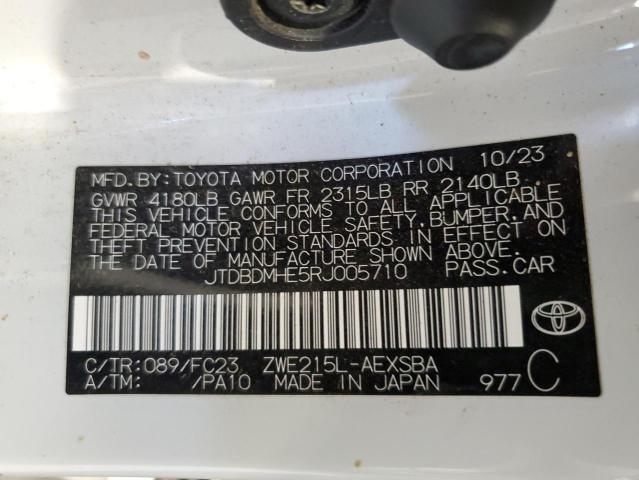 MFD.BY:TOYOTA MOTOR CORPORATION 10/23
GVWR 4180LB GAWR FR 2315LB RR 2140LB
THIS VEHICLE CONFORMS TO ALL APPLICABLE
FEDERAL MOTOR VEHICLE SAFETY,BUMPER,AND
THEFT PREVENTION STANDARDS IN EFFECT ON
THE DATE OF MANUFACTURE SHOWN ABOVE.
JTDBDMHE5RJ005710 PASS.CAR
C/TR:089/FC23 ZWE215L-AEXSBA
A/TM: /PA10 MADE IN JAPAN 977 C